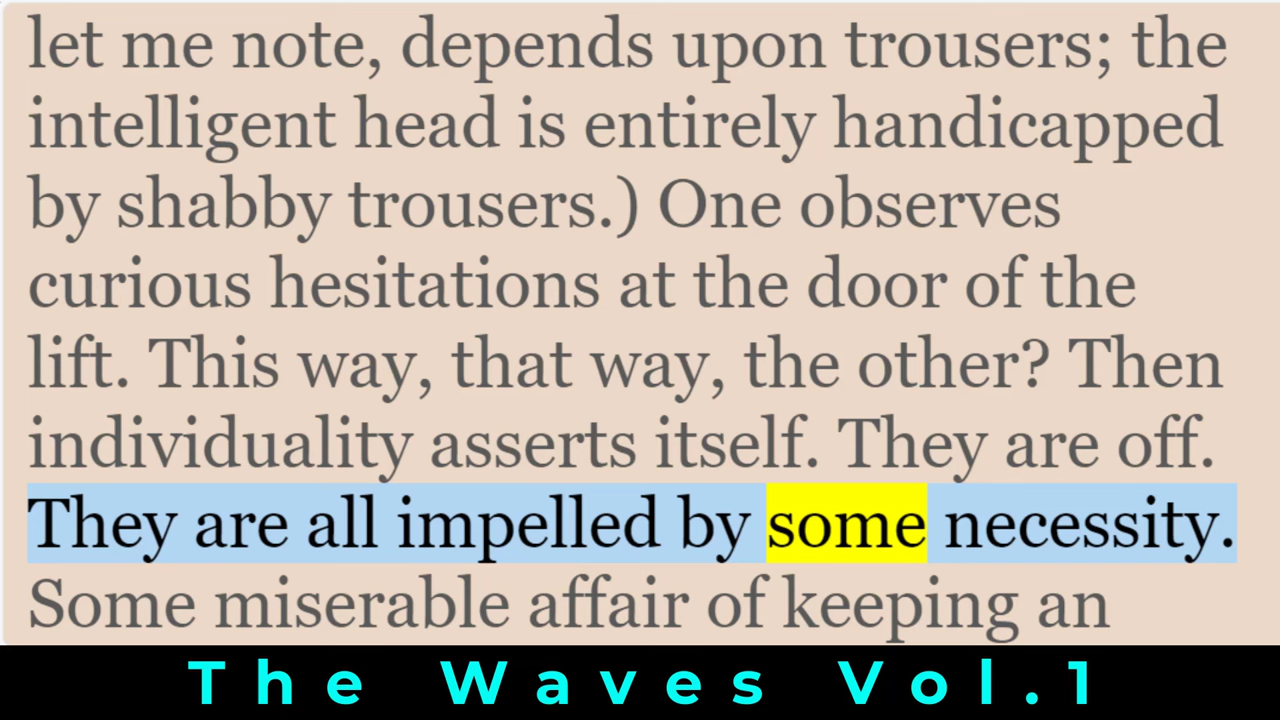 let me note, depends upon trousers; the
intelligent head is entirely handicapped
by shabby trousers.) One observes
curious hesitations at the door of the
lift. This way, that way, the other? Then
individuality asserts itself. They are off.
They are all impelled by some necessity.
Some miserable affair of keeping an
The Waves Vol.1